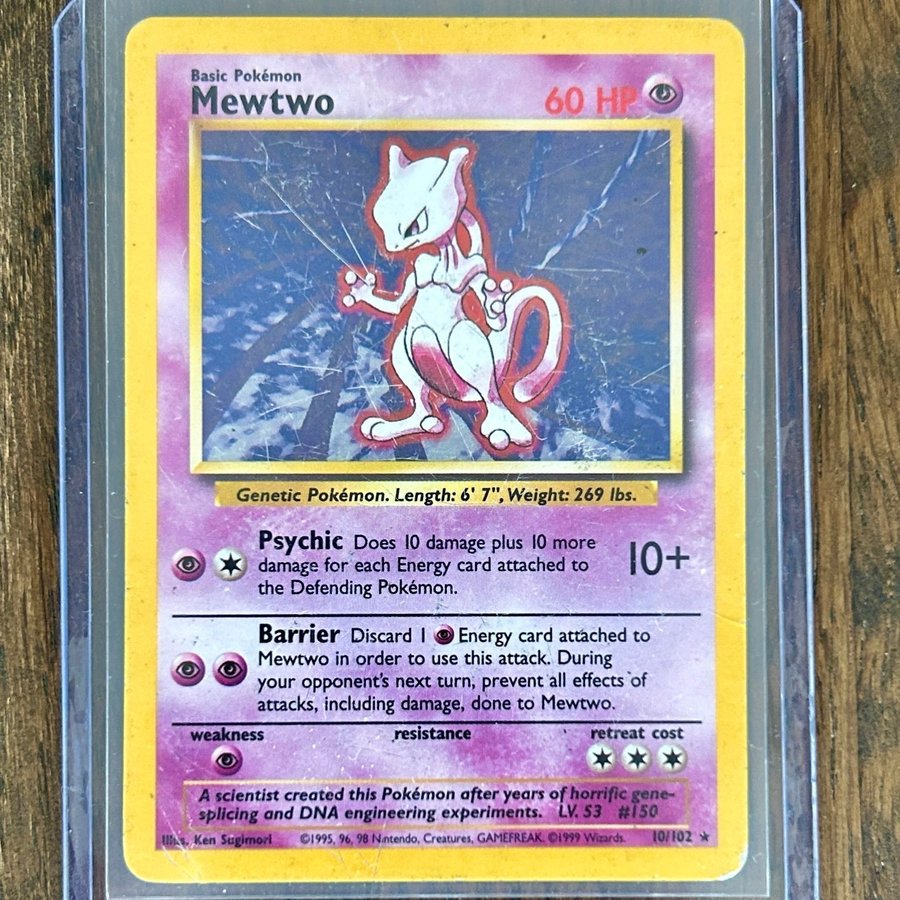 Basic Pokémon
Mewtwo 60 HP
Genetic Pokémon. Length: 6' 7", Weight: 269 lbs.
Psychic Does 10 damage plus 10 more
damage for each Energy card attached to
the Defending Pokémon.
10+
Barrier Discard 1 Energy card attached to
Mewtwo in order to use this attack. During
your opponent's next turn, prevent all effects of
attacks, including damage, done to Mewtwo.
weakness resistance retreat cost
A scientist created this Pokémon after years of horrific gene-
splicing and DNA engineering experiments. LV. 53 #150
Illus. Ken Sugimori ©1995, 96, 98 Nintendo, Creatures, GAMEFREAK. ©1999 Wizards. 10/102 ★